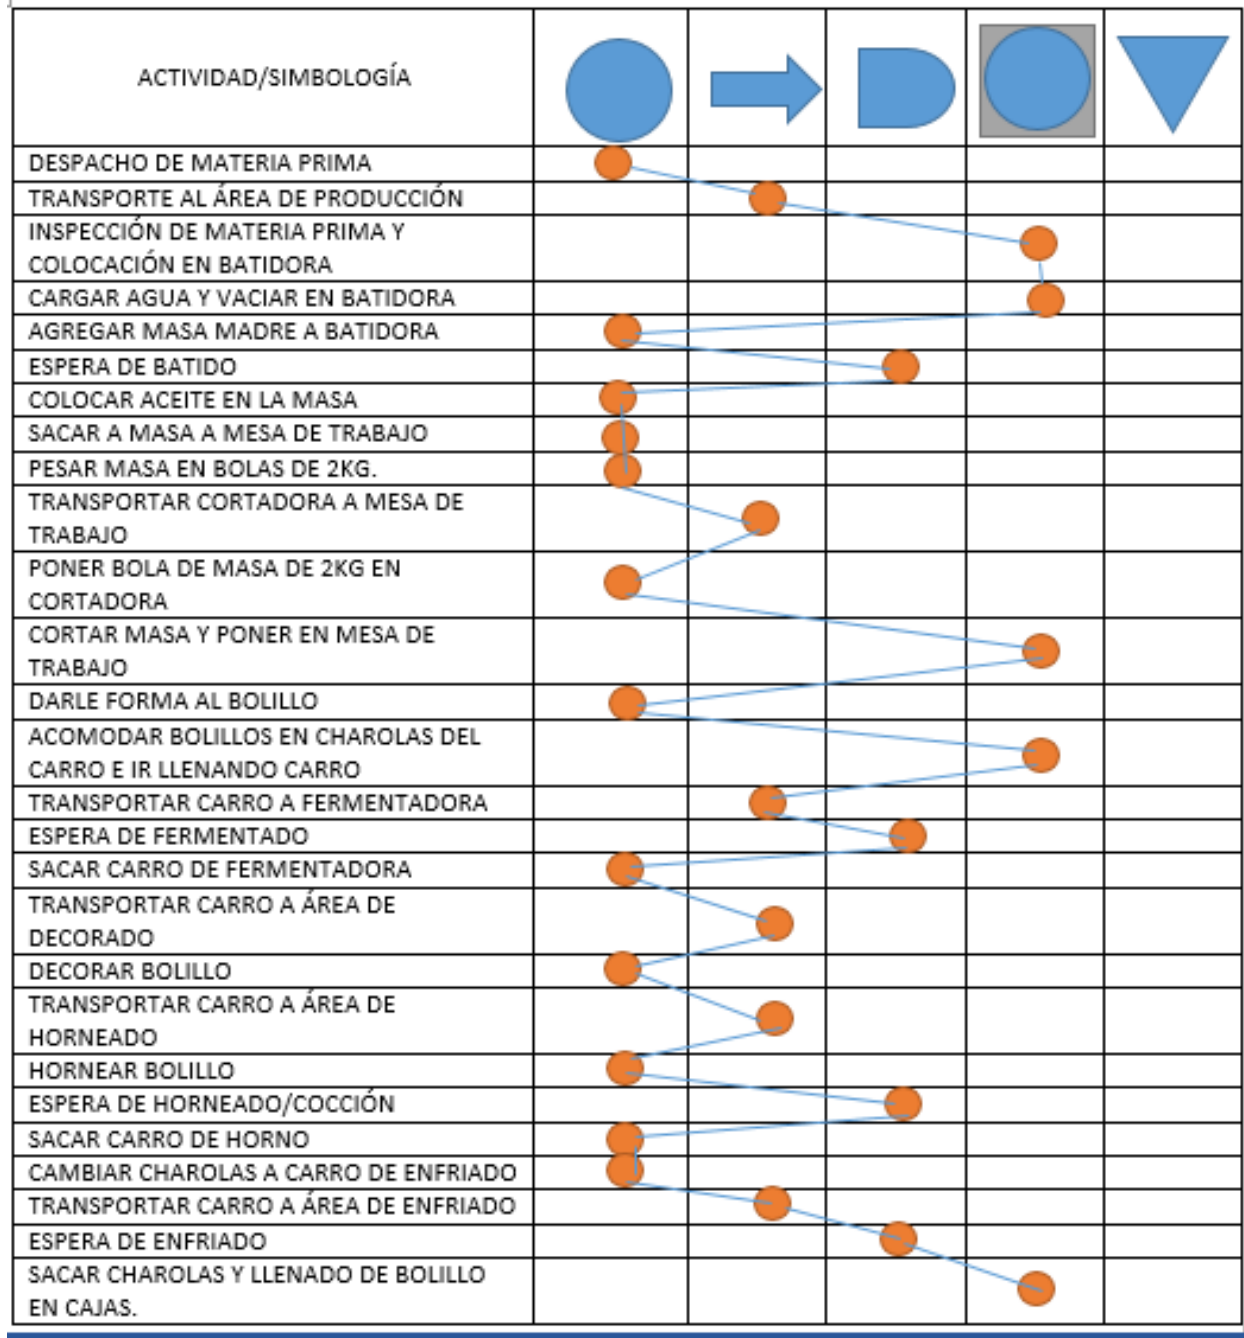 ACTIVIDAD/SIMBOLOGÍA
DESPACHO DE MATERIA PRIMA
TRANSPORTE AL ÁREA DE PRODUCCIÓN
INSPECCIÓN DE MATERIA PRIMA Y
COLOCACIÓN EN BATIDORA
CARGAR AGUA Y VACIAR EN BATIDORA
AGREGAR MASA MADRE A BATIDORA
ESPERA DE BATIDO
COLOCAR ACEITE EN LA MASA
SACAR A MASA A MESA DE TRABAJO
PESAR MASA EN BOLAS DE 2KG.
TRANSPORTAR CORTADORA A MESA DE
TRABAJO
PONER BOLA DE MASA DE 2KG EN
CORTADORA
CORTAR MASA Y PONER EN MESA DE
TRABAJO
DARLE FORMA AL BOLILLO
ACOMODAR BOLILLOS EN CHAROLAS DEL
CARRO E IR LLENANDO CARRO
TRANSPORTAR CARRO A FERMENTADORA
ESPERA DE FERMENTADO
SACAR CARRO DE FERMENTADORA
TRANSPORTAR CARRO A ÁREA DE
DECORADO
DECORAR BOLILLO
TRANSPORTAR CARRO A ÁREA DE
HORNEADO
HORNEAR BOLILLO
ESPERA DE HORNEADO/COCCIÓN
SACAR CARRO DE HORNO
CAMBIAR CHAROLAS A CARRO DE ENFRIADO
TRANSPORTAR CARRO A ÁREA DE ENFRIADO
ESPERA DE ENFRIADO
SACAR CHAROLAS Y LLENADO DE BOLILLO
EN CAJAS.